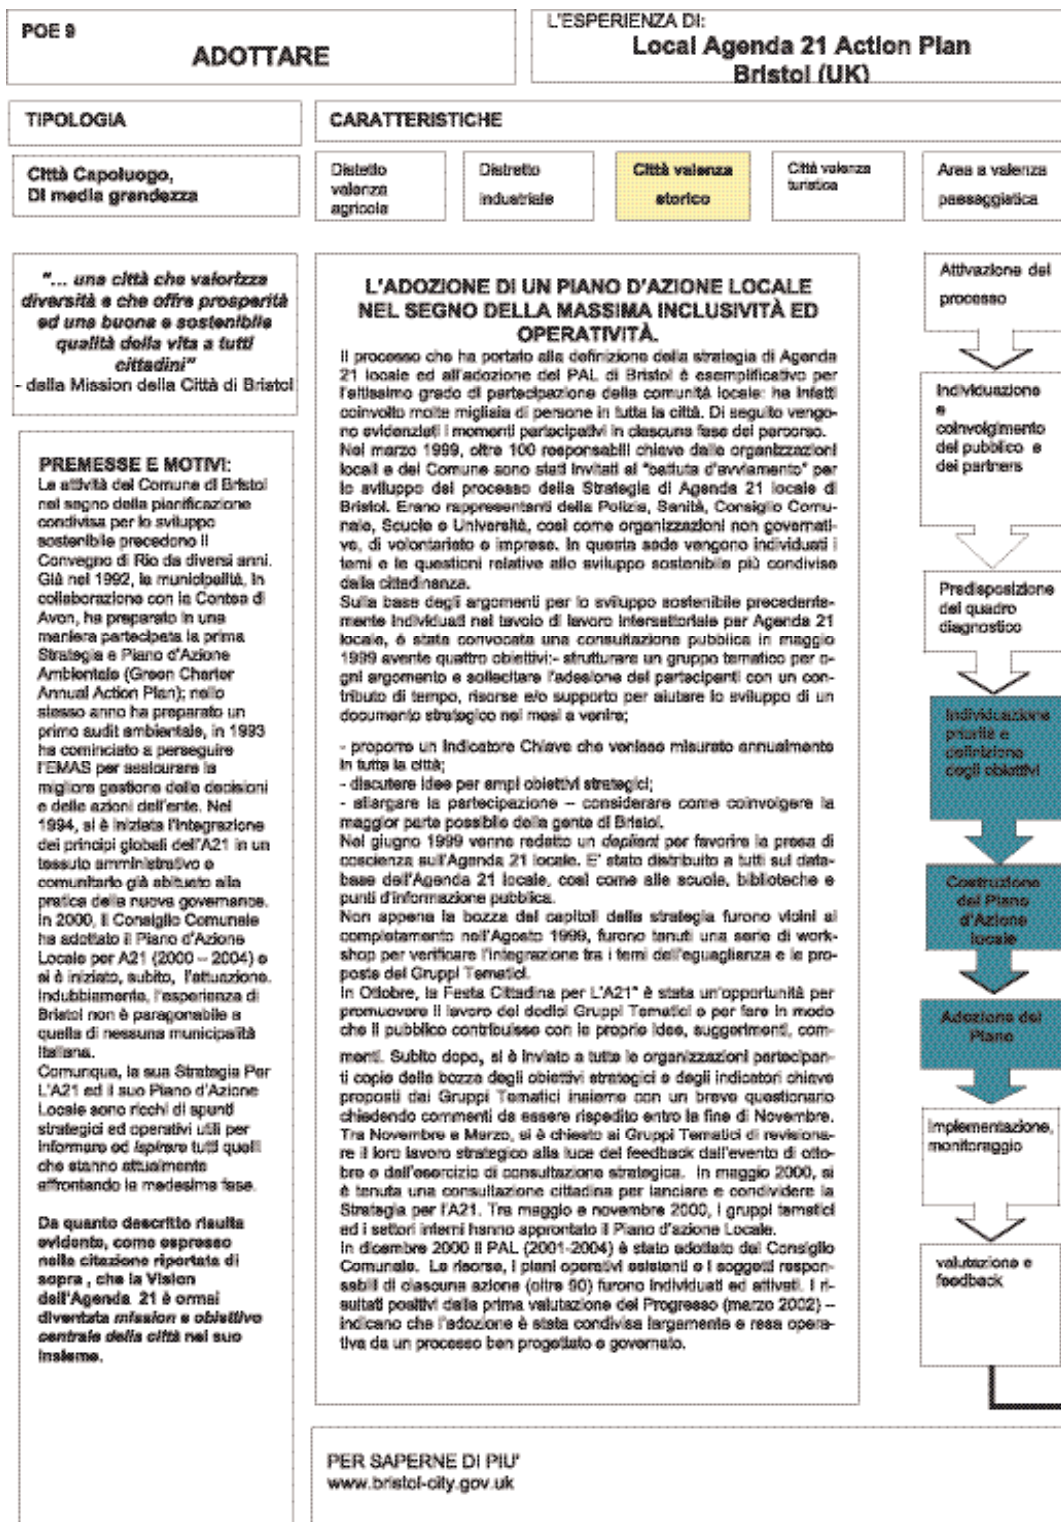 POE 9
ADOTTARE
L'ESPERIENZA DI:
Local Agenda 21 Action Plan
Bristol (UK)
TIPOLOGIA
CARATTERISTICHE
Città Capoluogo,
Di media grandezza
Distetto
valenza
agricola
Distretto
industriale
Città valenza
storico
Città valenza
turistica
Area a valenza
paesaggistica
"... una città che valorizza
diversità e che offre prosperità
ed una buona e sostenibile
qualità della vita a tutti
cittadini"
- dalla Mission della Città di Bristol
PREMESSE E MOTIVI:
Le attività del Comune di Bristol
nel segno della pianificazione
condivisa per lo sviluppo
sostenibile precedono il
Convegno di Rio da diversi anni.
Già nel 1992, la municipalità, in
collaborazione con la Contea di
Avon, ha preparato in una
maniera partecipata la prima
Strategia e Piano d'Azione
Ambientale (Green Charter
Annual Action Plan); nello
stesso anno ha preparato un
primo audit ambientale, in 1993
ha cominciato a perseguire
l'EMAS per assicurare la
migliore gestione delle decisioni
e delle azioni dell'ente. Nel
1994, si è iniziata l'integrazione
dei principi globali dell'A21 in un
tessuto amministrativo e
comunitario già abituato alla
pratica della nuova governance.
In 2000, il Consiglio Comunale
ha adottato il Piano d'Azione
Locale per A21 (2000 – 2004) e
si è iniziato, subito, l'attuazione.
Indubbiamente, l'esperienza di
Bristol non è paragonabile a
quella di nessuna municipalità
italiana.
Comunque, la sua Strategia Per
L'A21 ed il suo Piano d'Azione
Locale sono ricchi di spunti
strategici ed operativi utili per
informare ed ispirare tutti quelli
che stanno attualmente
affrontando la medesima fase.
Da quanto descritto risulta
evidente, come espresso
nella citazione riportata di
sopra , che la Vision
dell'Agenda 21 è ormai
diventata mission e obiettivo
centrale della città nel suo
insieme.
L'ADOZIONE DI UN PIANO D'AZIONE LOCALE
NEL SEGNO DELLA MASSIMA INCLUSIVITÀ ED
OPERATIVITÀ.
Il processo che ha portato alla definizione della strategia di Agenda
21 locale ed all'adozione del PAL di Bristol è esemplificativo per
l'altissimo grado di partecipazione della comunità locale: ha infatti
coinvolto molte migliaia di persone in tutta la città. Di seguito vengo-
no evidenziati i momenti partecipativi in ciascuna fase del percorso.
Nel marzo 1999, oltre 100 responsabili chiave dalle organizzazioni
locali e del Comune sono stati invitati al "battuta d'avviamento" per
lo sviluppo del processo della Strategia di Agenda 21 locale di
Bristol. Erano rappresentanti della Polizia, Sanità, Consiglio Comu-
nale, Scuole e Università, così come organizzazioni non governati-
ve, di volontariato e imprese. In questa sede vengono individuati i
temi e le questioni relative allo sviluppo sostenibile più condivise
dalla cittadinanza.
Sulla base degli argomenti per lo sviluppo sostenibile precedente-
mente individuati nel tavolo di lavoro intersettoriale per Agenda 21
locale, è stata convocata una consultazione pubblica in maggio
1999 avente quattro obiettivi:- strutturare un gruppo tematico per o-
gni argomento e sollecitare l'adesione dei partecipanti con un con-
tributo di tempo, risorse e/o supporto per aiutare lo sviluppo di un
documento strategico nei mesi a venire;
- proporre un Indicatore Chiave che venisse misurato annualmente
in tutta la città;
- discutere idee per ampi obiettivi strategici;
- allargare la partecipazione – considerare come coinvolgere la
maggior parte possibile della gente di Bristol.
Nel giugno 1999 venne redatto un depliant per favorire la presa di
coscienza sull'Agenda 21 locale. E' stato distribuito a tutti sul data-
base dell'Agenda 21 locale, così come alle scuole, biblioteche e
punti d'informazione pubblica.
Non appena la bozza dei capitoli della strategia furono vicini al
completamento nell'Agosto 1999, furono tenuti una serie di work-
shop per verificare l'integrazione tra i temi dell'eguaglianza e le pro-
poste dei Gruppi Tematici.
In Ottobre, la Festa Cittadina per L'A21" è stata un'opportunità per
promuovere il lavoro dei dodici Gruppi Tematici e per fare in modo
che il pubblico contribuisse con le proprie idee, suggerimenti, com-
menti. Subito dopo, si è inviato a tutte le organizzazioni partecipan-
ti copie della bozza degli obiettivi strategici e degli indicatori chiave
proposti dai Gruppi Tematici insieme con un breve questionario
chiedendo commenti da essere rispedito entro la fine di Novembre.
Tra Novembre e Marzo, si è chiesto ai Gruppi Tematici di revisiona-
re il loro lavoro strategico alla luce del feedback dall'evento di otto-
bre e dall'esercizio di consultazione strategica. In maggio 2000, si
è tenuta una consultazione cittadina per lanciare e condividere la
Strategia per l'A21. Tra maggio e novembre 2000, i gruppi tematici
ed i settori interni hanno approntato il Piano d'azione Locale.
In dicembre 2000 il PAL (2001-2004) è stato adottato dal Consiglio
Comunale. Le risorse, i piani operativi esistenti e i soggetti respon-
sabili di ciascuna azione (oltre 90) furono individuati ed attivati. I ri-
sultati positivi della prima valutazione del Progresso (marzo 2002) –
indicano che l'adozione è stata condivisa largamente e resa opera-
tiva da un processo ben progettato e governato.
Attivazione del
processo
Individuazione
e
coinvolgimento
del pubblico e
dei partners
Predisposizione
del quadro
diagnostico
Individuazione
priorità e
definizione
degli obiettivi
Costruzione
del Piano
d'Azione
locale
Adozione del
Piano
Implementazione,
monitoraggio
valutazione e
feedback
PER SAPERNE DI PIU'
www.bristol-city.gov.uk